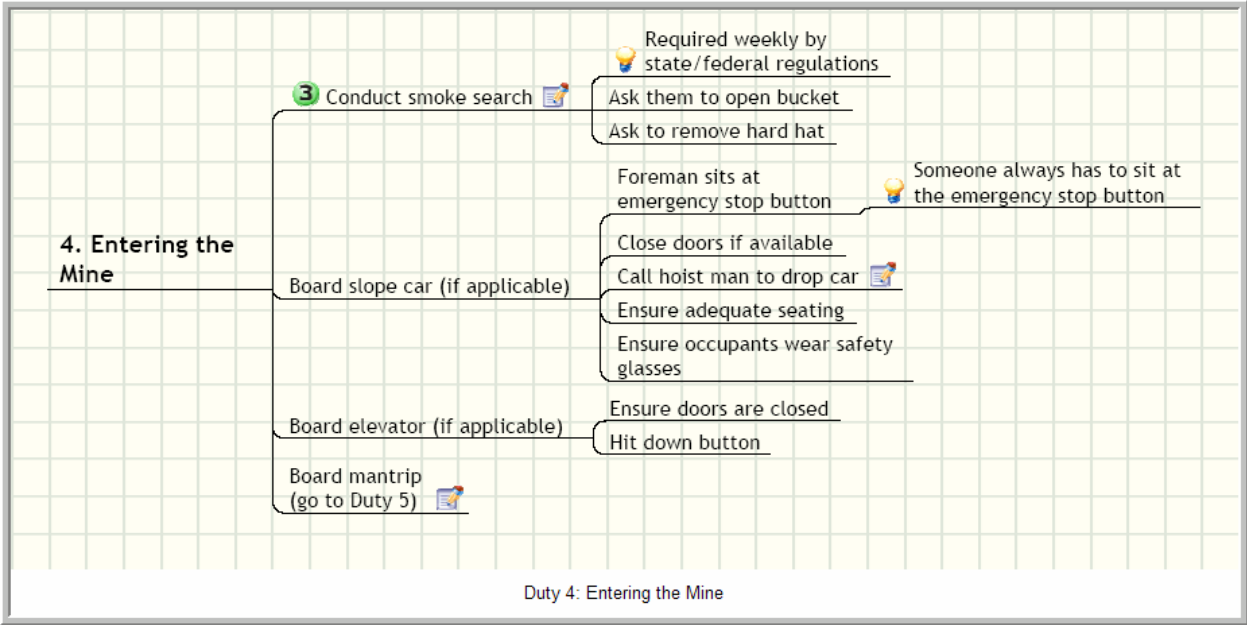 4. Entering the
Mine
3 Conduct smoke search
Required weekly by
state/federal regulations
Ask them to open bucket
Ask to remove hard hat
Board slope car (if applicable)
Foreman sits at
emergency stop button
Someone always has to sit at
the emergency stop button
Close doors if available
Call hoist man to drop car
Ensure adequate seating
Ensure occupants wear safety
glasses
Board elevator (if applicable)
Ensure doors are closed
Hit down button
Board mantrip
(go to Duty 5)
Duty 4: Entering the Mine